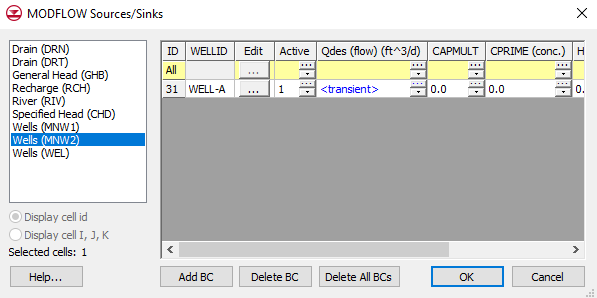 MODFLOW Sources/Sinks
Drain (DRN)
Drain (DRT)
General Head (GHB)
Recharge (RCH)
River (RIV)
Specified Head (CHD)
Wells (MNW1)
Wells (MNW2)
Wells (WEL)
Display cell id
Display cell I, J, K
Selected cells: 1
ID WELLID Edit Active Qdes (flow) (ft^3/d) CAPMULT CPRIME (conc.) H
All ...
31 WELL-A ... 1 <transient> 0.0 0.0 0.
Help... Add BC Delete BC Delete All BCs OK Cancel